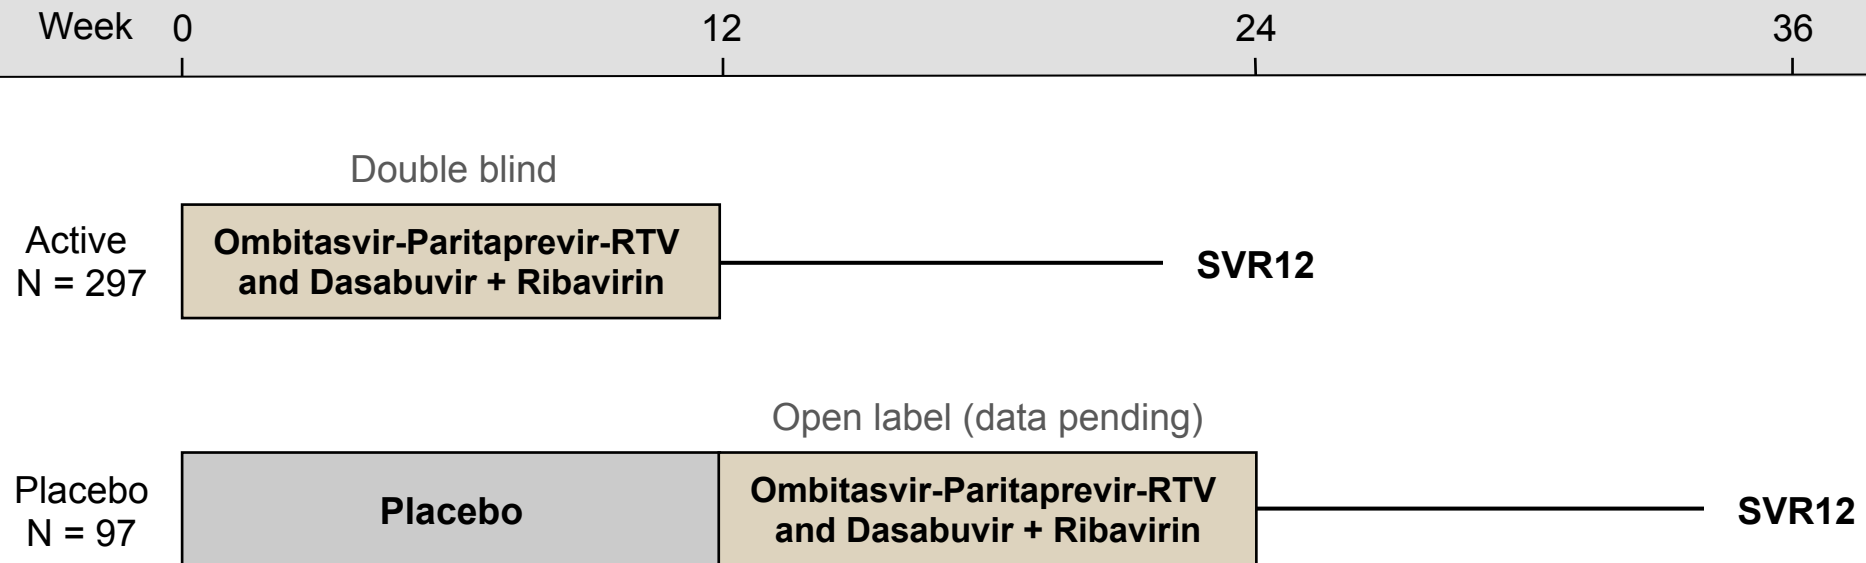 Week 0 12 24 36
Double blind
Active
N = 297
Ombitasvir-Paritaprevir-RTV
and Dasabuvir + Ribavirin
SVR12
Open label (data pending)
Placebo
N = 97
Placebo
Ombitasvir-Paritaprevir-RTV
and Dasabuvir + Ribavirin
SVR12